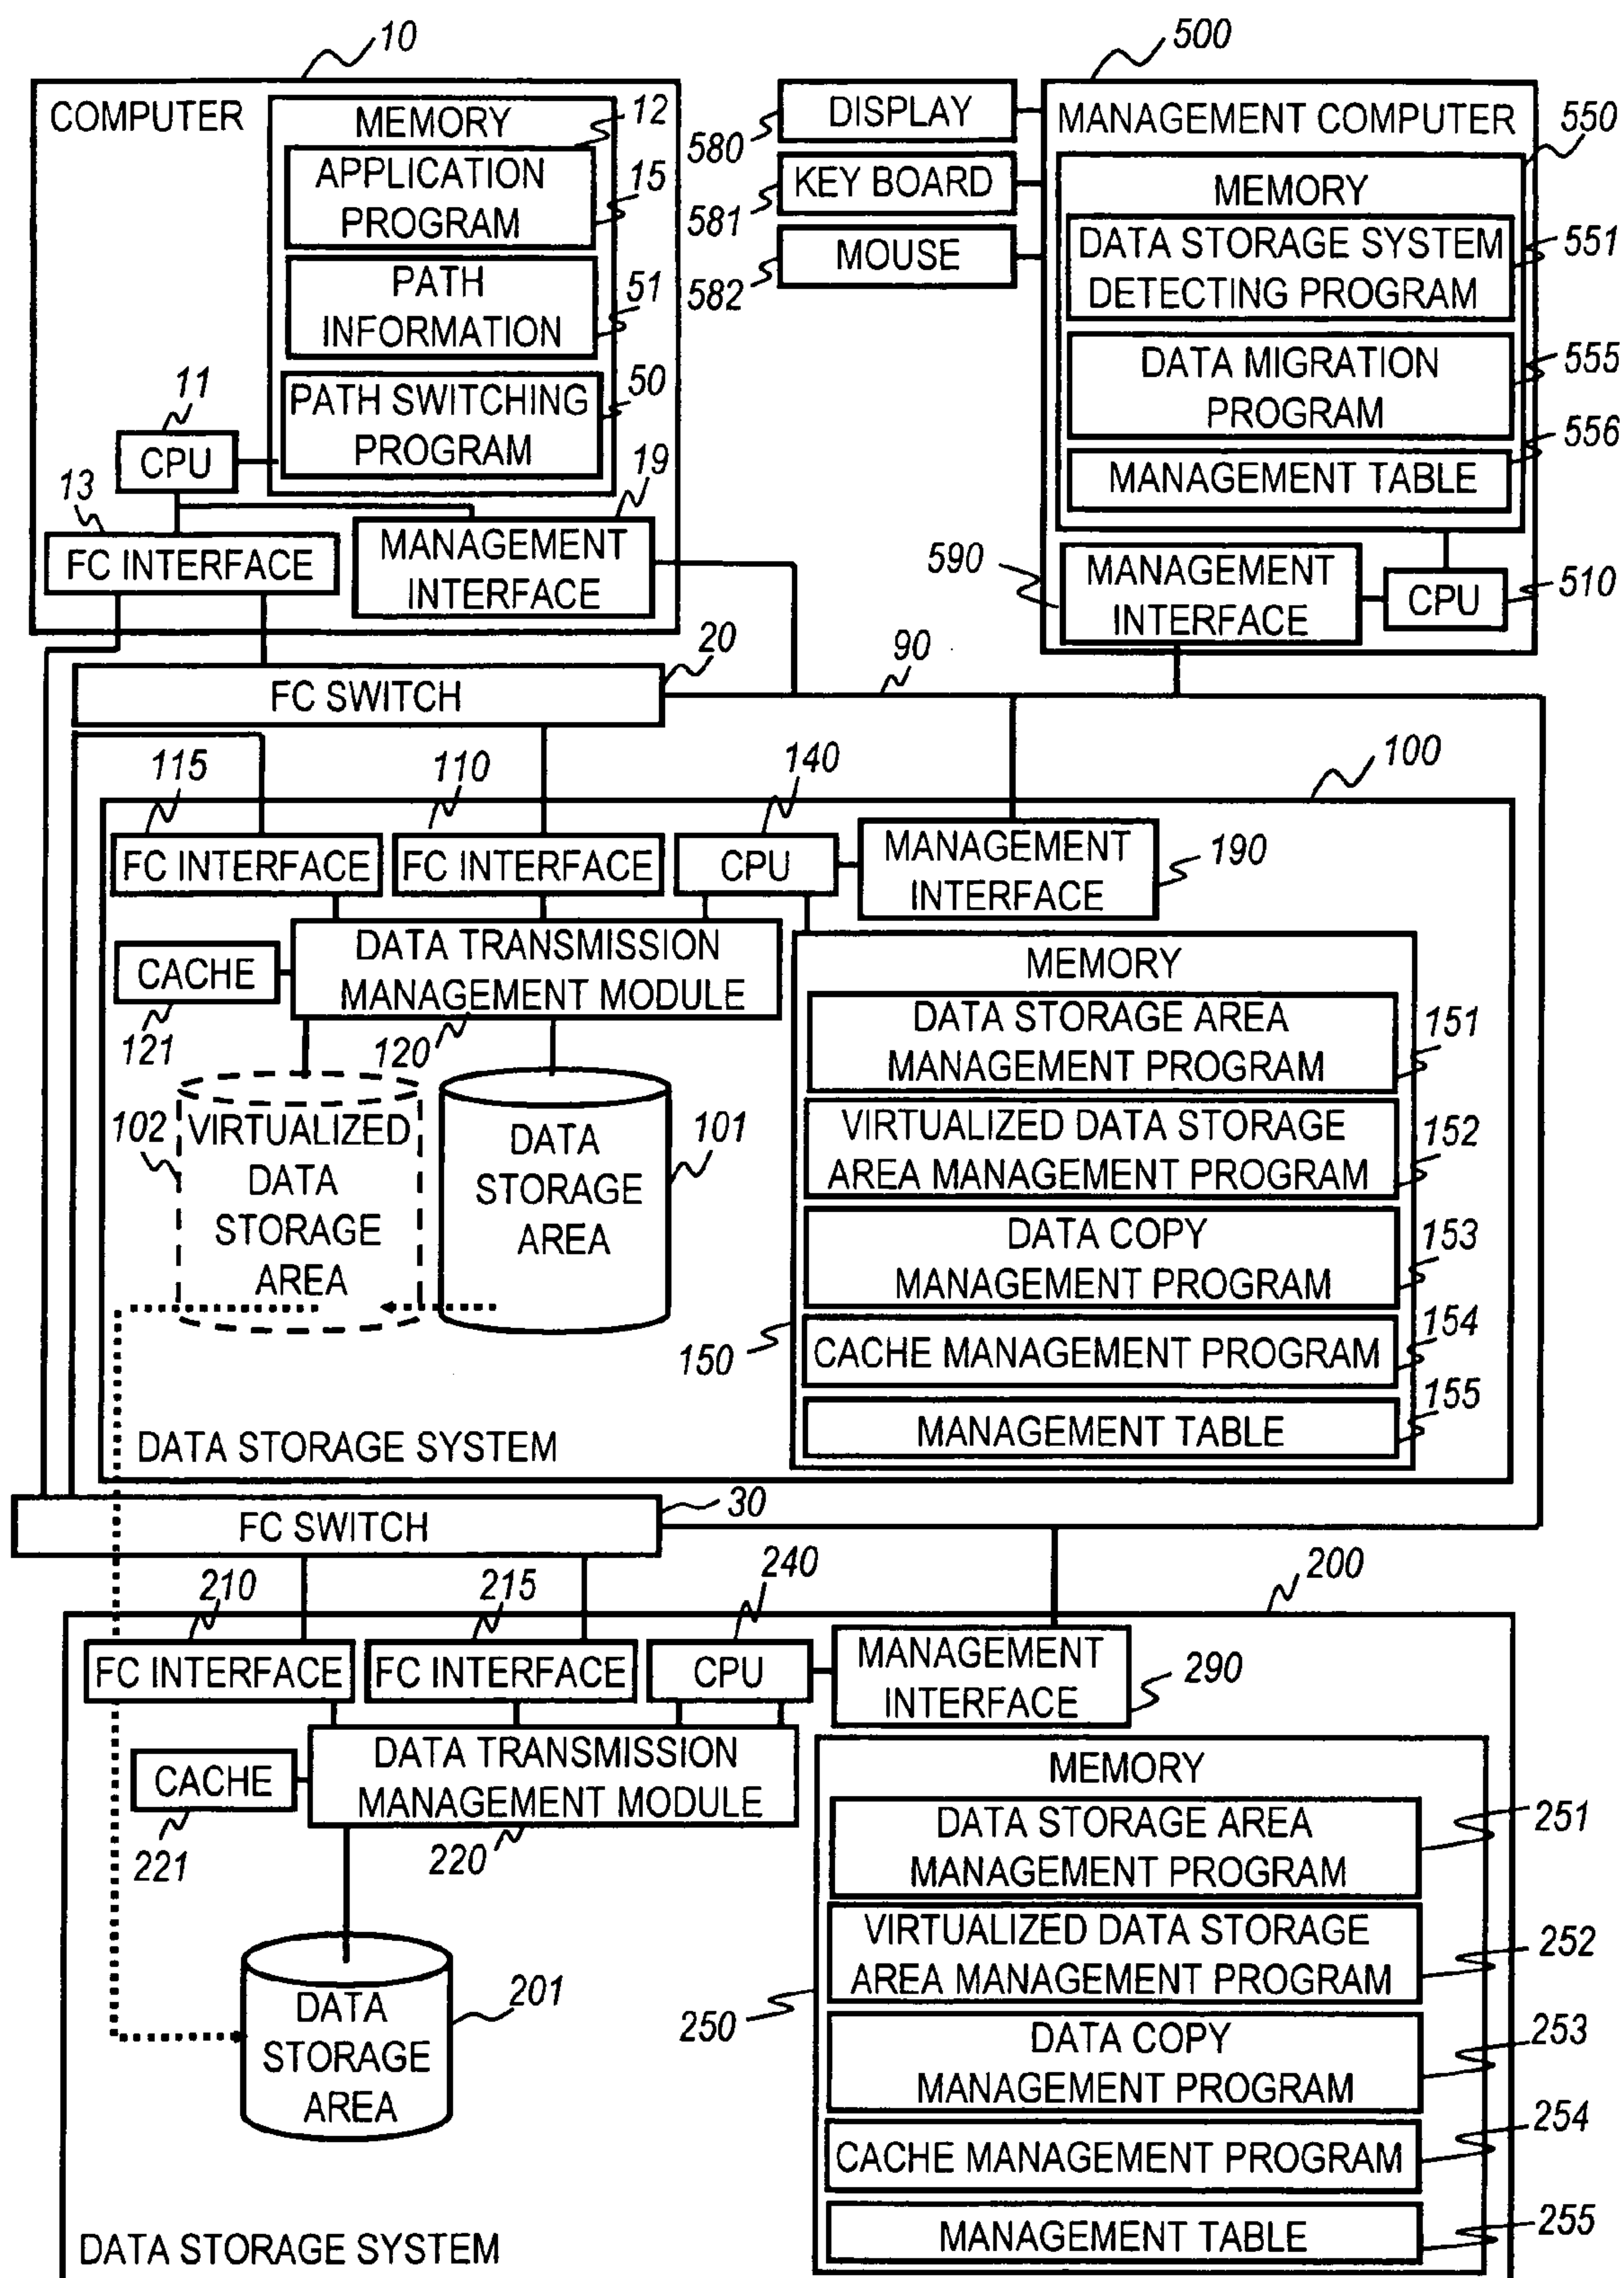 10
COMPUTER
MEMORY
12
APPLICATION
PROGRAM
15
PATH
INFORMATION
51
PATH SWITCHING
PROGRAM
50
11
CPU
13
FC INTERFACE
19
MANAGEMENT
INTERFACE
500
DISPLAY
580
KEY BOARD
581
MOUSE
582
MANAGEMENT COMPUTER
550
MEMORY
DATA STORAGE SYSTEM
DETECTING PROGRAM
551
DATA MIGRATION
PROGRAM
555
556
MANAGEMENT TABLE
590
MANAGEMENT
INTERFACE
CPU
510
20
FC SWITCH
90
100
115
110
140
FC INTERFACE
FC INTERFACE
CPU
MANAGEMENT
INTERFACE
190
CACHE
121
DATA TRANSMISSION
MANAGEMENT MODULE
120
102
VIRTUALIZED
DATA
STORAGE
AREA
DATA
STORAGE
AREA
101
MEMORY
DATA STORAGE AREA
MANAGEMENT PROGRAM
151
VIRTUALIZED DATA STORAGE
AREA MANAGEMENT PROGRAM
152
DATA COPY
MANAGEMENT PROGRAM
153
150
CACHE MANAGEMENT PROGRAM
154
MANAGEMENT TABLE
155
DATA STORAGE SYSTEM
30
FC SWITCH
200
210
215
240
FC INTERFACE
FC INTERFACE
CPU
MANAGEMENT
INTERFACE
290
CACHE
221
DATA TRANSMISSION
MANAGEMENT MODULE
220
DATA
STORAGE
AREA
201
MEMORY
DATA STORAGE AREA
MANAGEMENT PROGRAM
251
VIRTUALIZED DATA STORAGE
AREA MANAGEMENT PROGRAM
252
250
DATA COPY
MANAGEMENT PROGRAM
253
CACHE MANAGEMENT PROGRAM
254
MANAGEMENT TABLE
255
DATA STORAGE SYSTEM